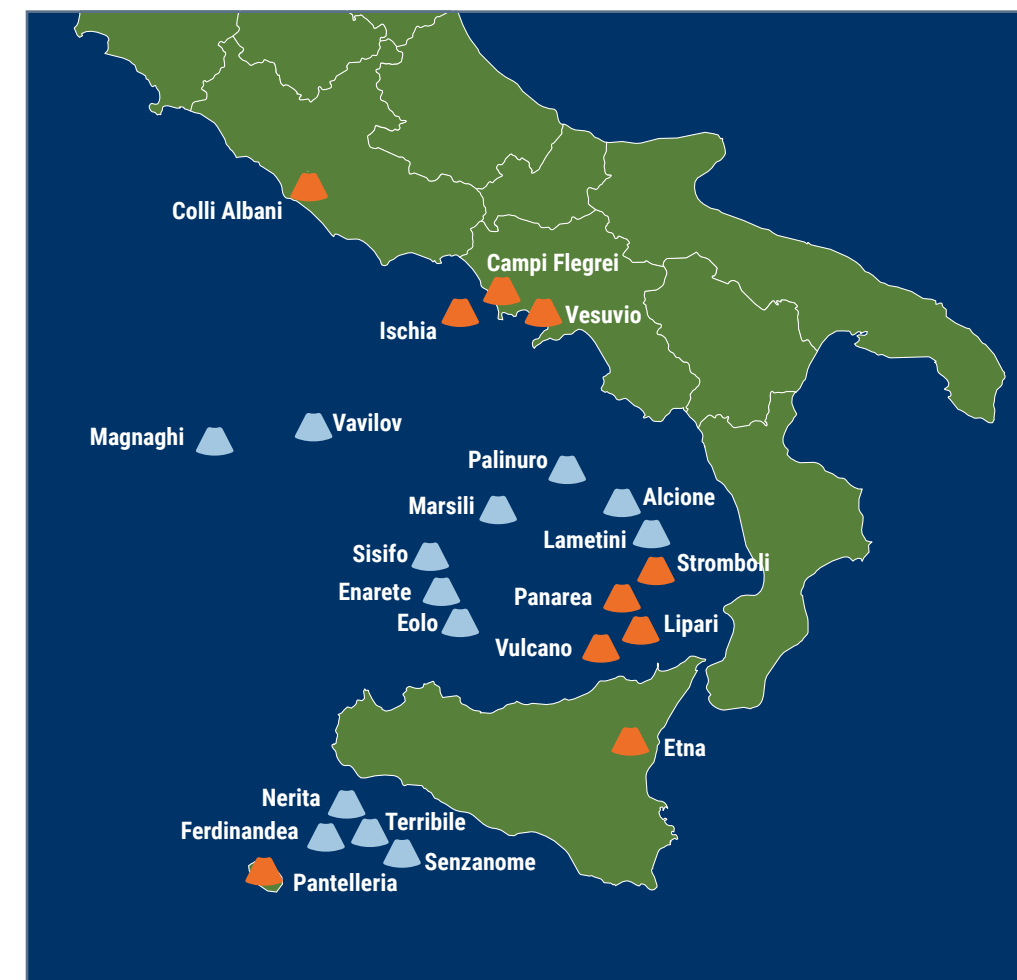 Colli Albani
Campi Flegrei
Vesuvio
Ischia
Vavilov
Magnaghi
Palinuro
Alcione
Marsili
Lametini
Sisifo
Stromboli
Enarete
Panarea
Eolo
Lipari
Vulcano
Etna
Nerita
Terribile
Ferdinandea
Senzanome
Pantelleria